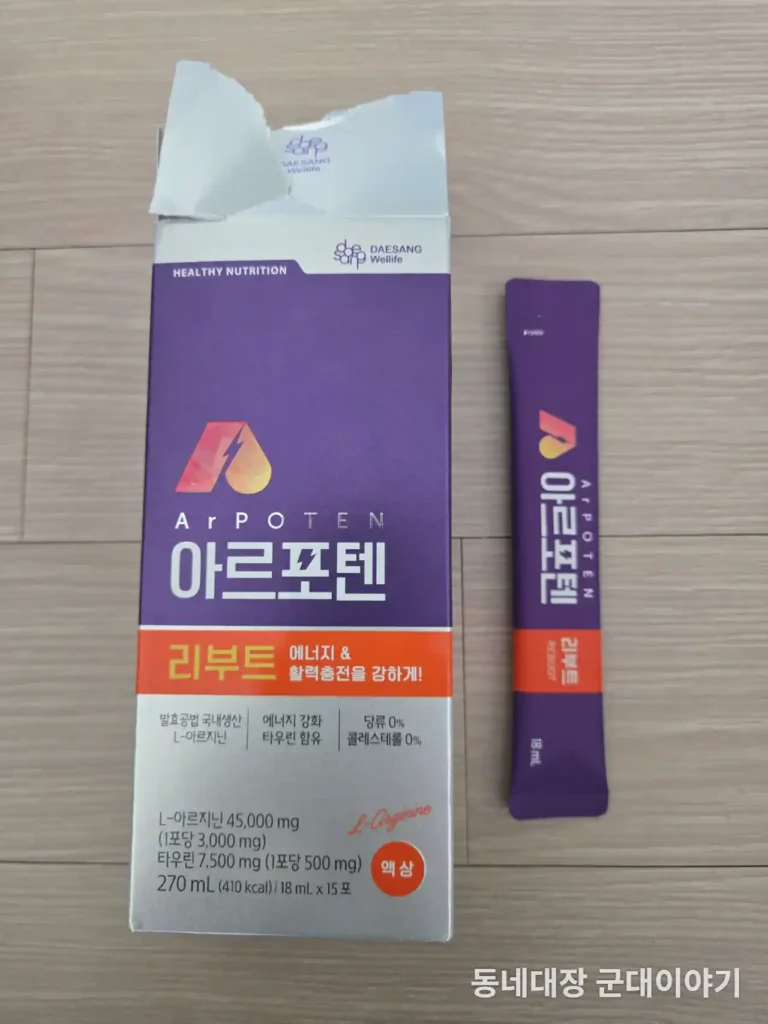 DAESANG
Wellife
DAESANG
Wellife
HEALTHY NUTRITION
ArPOTEN
아르포텐
리부트 에너지 &
활력충전을 강하게!
발효공법 국내생산
L-아르지닌
에너지 강화
타우린 함유
당류 0%
콜레스테롤 0%
L-Arginine
L-아르지닌 45,000 mg
(1포당 3,000 mg)
타우린 7,500 mg (1포당 500 mg)
270 mL (410 kcal) / 18 mL x 15 포
액상
ArPOTEN
아르포텐
리부트
REBOOT
18 mL
동네대장 군대이야기